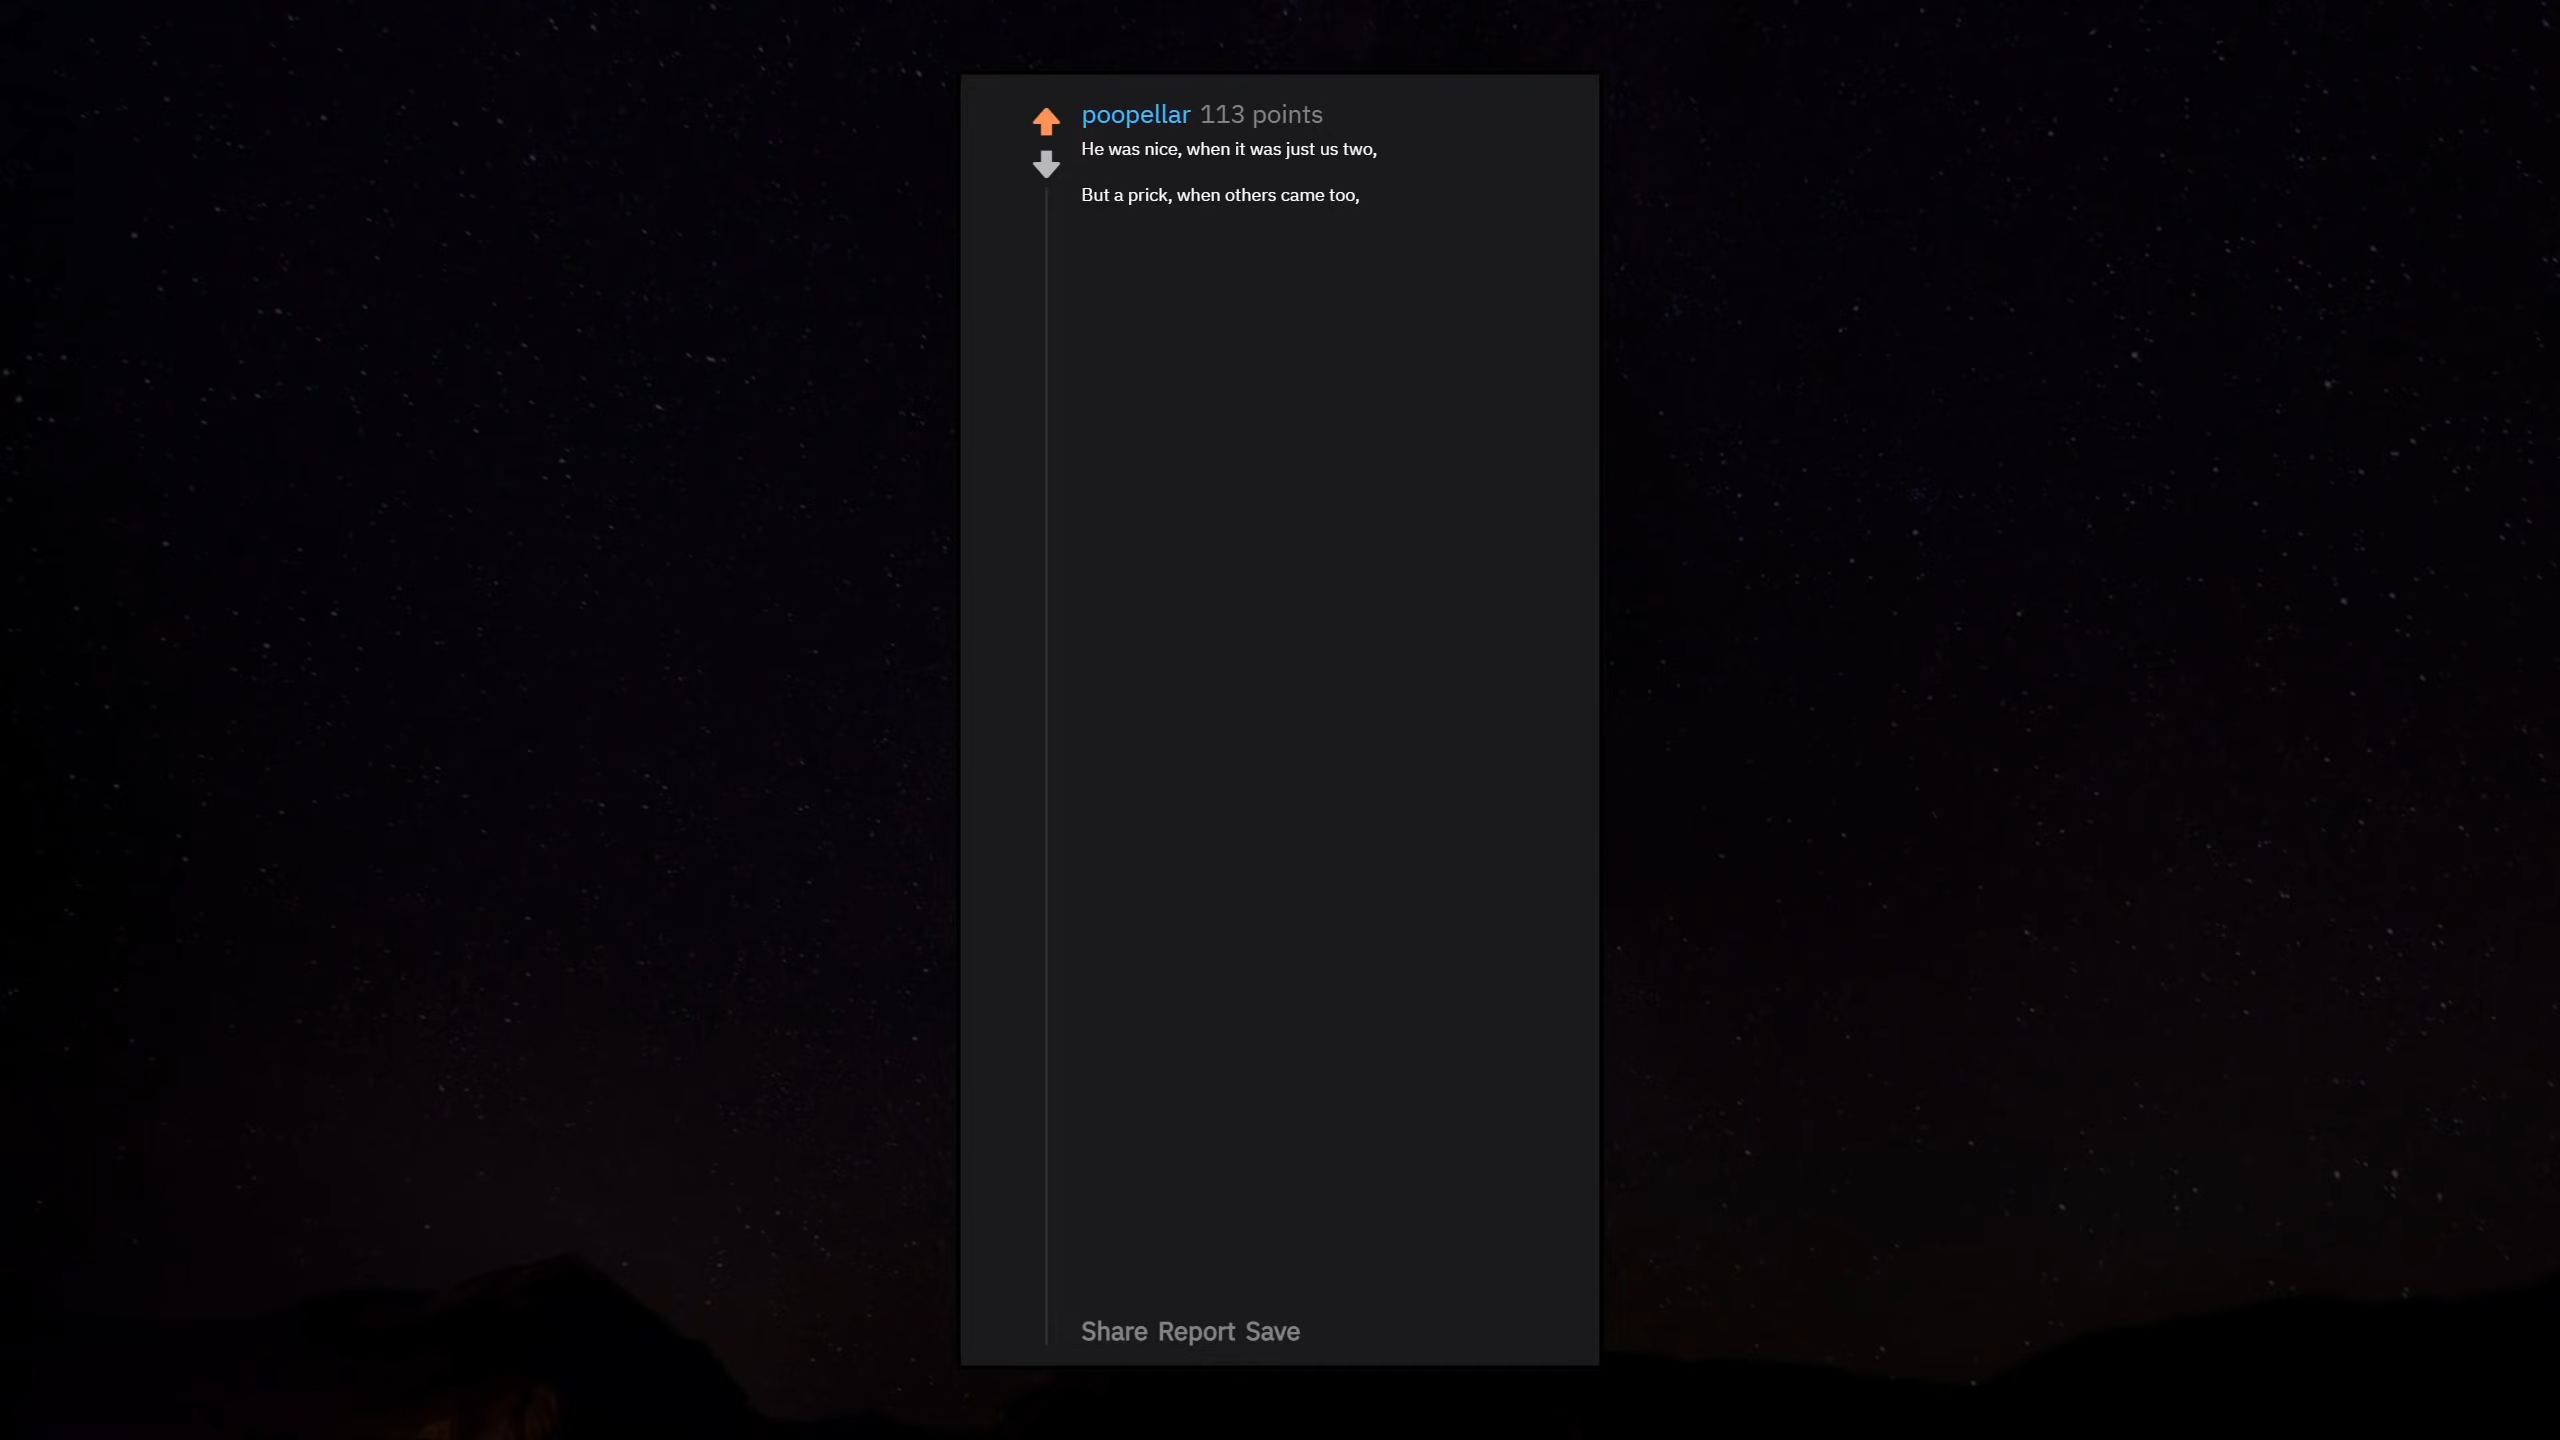 poopellar 113 points
He was nice, when it was just us two,
But a prick, when others came too,
Share Report Save